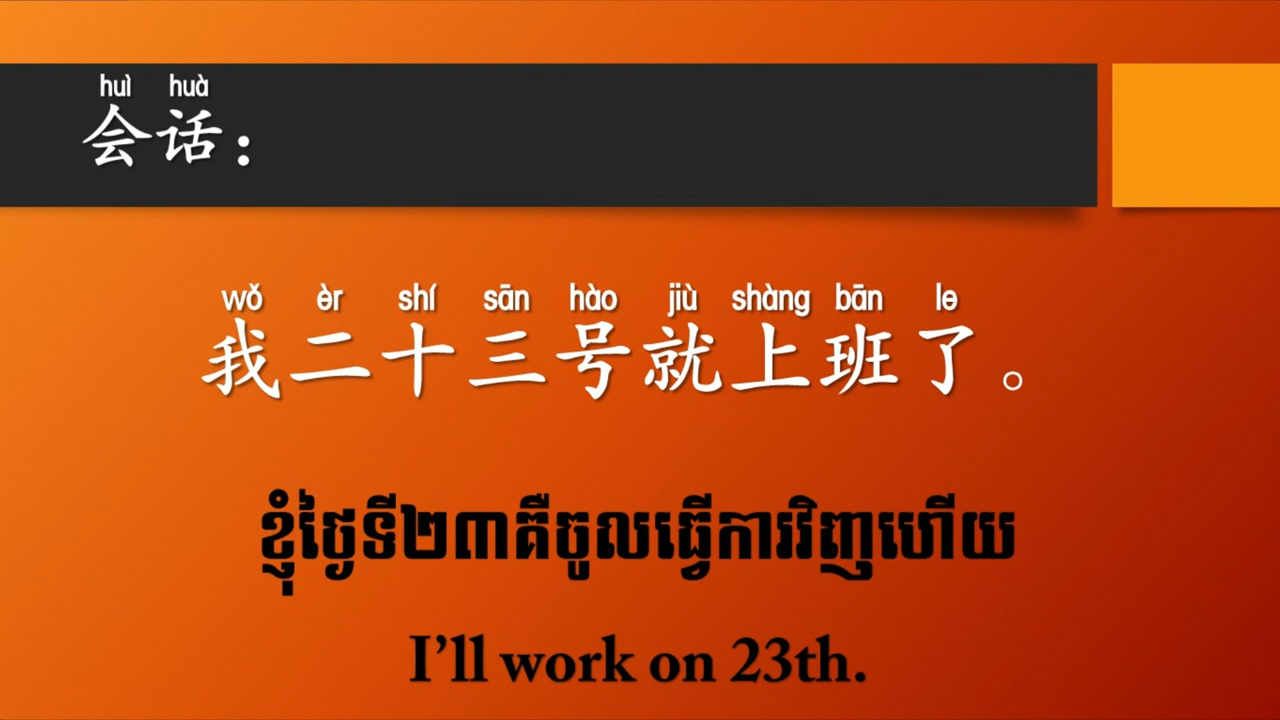 huì huà
会话：
wǒ èr shí sān hào jiù shàng bān le
我二十三号就上班了。
ខ្ញុំថ្ងៃទី២៣គឺចូលធ្វើការវិញហើយ
I’ll work on 23th.